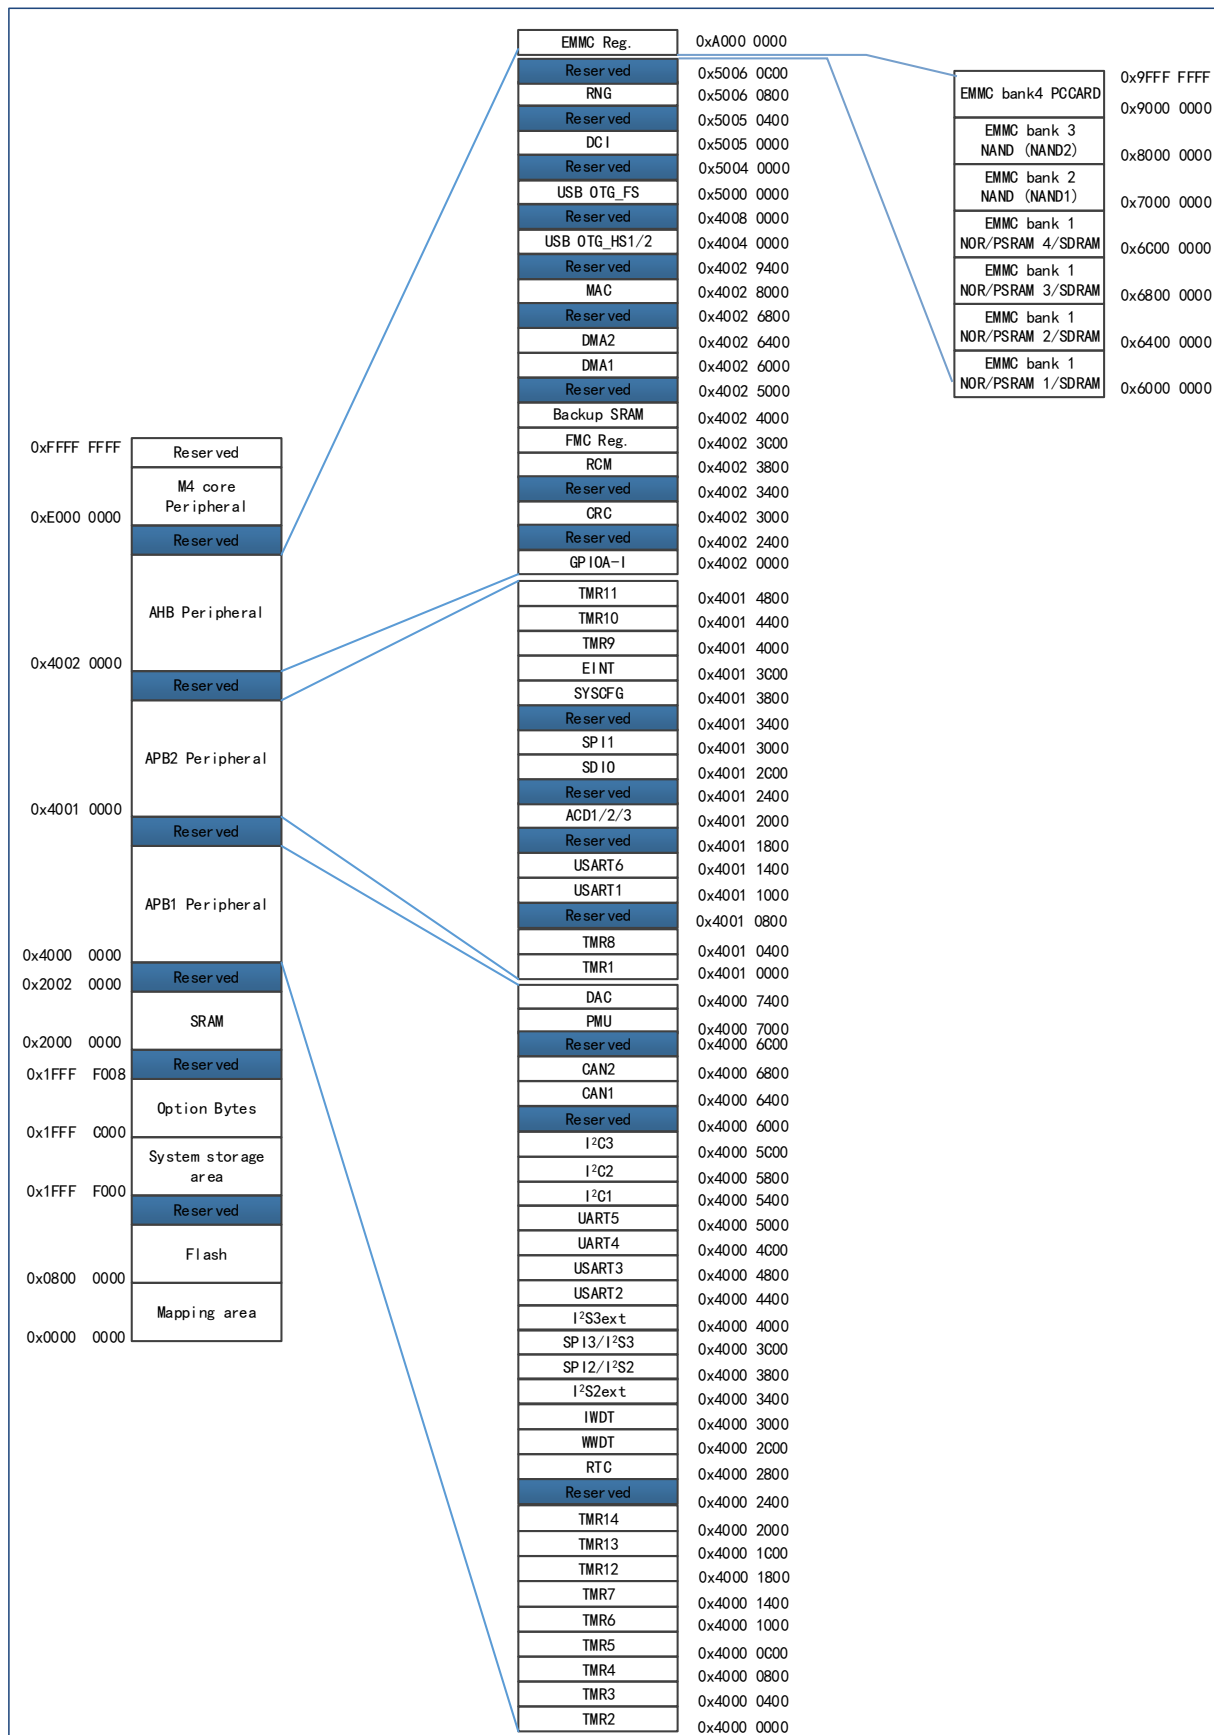 EMMC Reg. 0xA000 0000
Reserved 0x5006 0C00
RNG 0x5006 0800
Reserved 0x5005 0400
DCI 0x5005 0000
Reserved 0x5004 0000
USB OTG_FS 0x5000 0000
Reserved 0x4008 0000
USB OTG_HS1/2 0x4004 0000
Reserved 0x4002 9400
MAC 0x4002 8000
Reserved 0x4002 6800
DMA2 0x4002 6400
DMA1 0x4002 6000
Reserved 0x4002 5000
Backup SRAM 0x4002 4000
FMC Reg. 0x4002 3C00
RCM 0x4002 3800
Reserved 0x4002 3400
CRC 0x4002 3000
Reserved 0x4002 2400
GPIOA-I 0x4002 0000
TMR11 0x4001 4800
TMR10 0x4001 4400
TMR9 0x4001 4000
EINT 0x4001 3C00
SYSCFG 0x4001 3800
Reserved 0x4001 3400
SPI1 0x4001 3000
SDIO 0x4001 2C00
Reserved 0x4001 2400
ACD1/2/3 0x4001 2000
Reserved 0x4001 1800
USART6 0x4001 1400
USART1 0x4001 1000
Reserved 0x4001 0800
TMR8 0x4001 0400
TMR1 0x4001 0000
DAC 0x4000 7400
PMU 0x4000 7000
Reserved 0x4000 6C00
CAN2 0x4000 6800
CAN1 0x4000 6400
Reserved 0x4000 6000
I²C3 0x4000 5C00
I²C2 0x4000 5800
I²C1 0x4000 5400
UART5 0x4000 5000
UART4 0x4000 4C00
USART3 0x4000 4800
USART2 0x4000 4400
I²S3ext 0x4000 4000
SPI3/I²S3 0x4000 3C00
SPI2/I²S2 0x4000 3800
I²S2ext 0x4000 3400
IWDT 0x4000 3000
WWDT 0x4000 2C00
RTC 0x4000 2800
Reserved 0x4000 2400
TMR14 0x4000 2000
TMR13 0x4000 1C00
TMR12 0x4000 1800
TMR7 0x4000 1400
TMR6 0x4000 1000
TMR5 0x4000 0C00
TMR4 0x4000 0800
TMR3 0x4000 0400
TMR2 0x4000 0000
0x9FFF FFFF
EMMC bank4 PCCARD
0x9000 0000
EMMC bank 3
NAND (NAND2)
0x8000 0000
EMMC bank 2
NAND (NAND1)
0x7000 0000
EMMC bank 1
NOR/PSRAM 4/SDRAM
0x6C00 0000
EMMC bank 1
NOR/PSRAM 3/SDRAM
0x6800 0000
EMMC bank 1
NOR/PSRAM 2/SDRAM
0x6400 0000
EMMC bank 1
NOR/PSRAM 1/SDRAM
0x6000 0000
0xFFFF FFFF
Reserved
M4 core
Peripheral
0xE000 0000
Reserved
AHB Peripheral
0x4002 0000
Reserved
APB2 Peripheral
0x4001 0000
Reserved
APB1 Peripheral
0x4000 0000
Reserved
0x2002 0000
SRAM
0x2000 0000
Reserved
0x1FFF F008
Option Bytes
0x1FFF C000
System storage
area
0x1FFF F000
Reserved
Flash
0x0800 0000
Mapping area
0x0000 0000